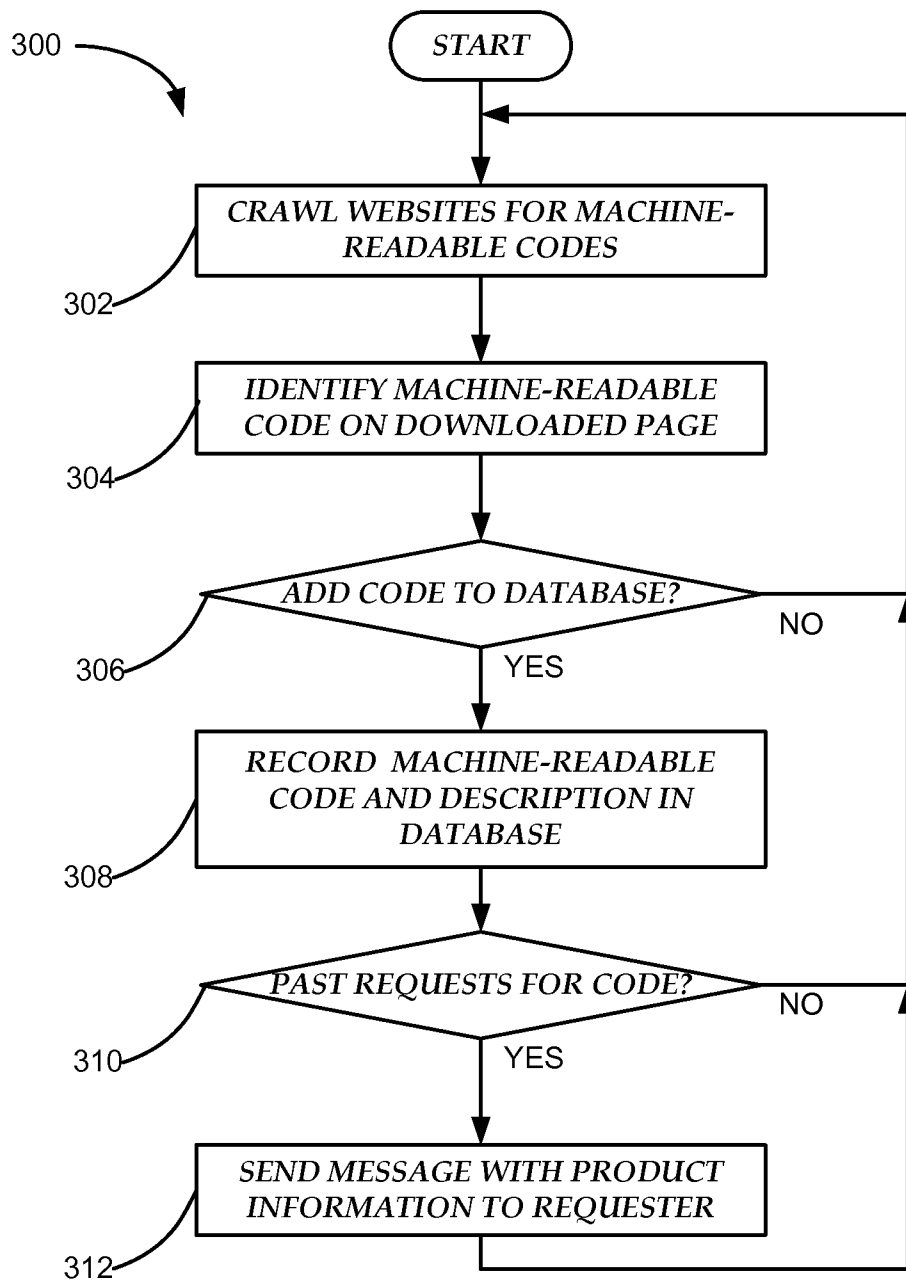 300
START
CRAWL WEBSITES FOR MACHINE-
READABLE CODES
302
IDENTIFY MACHINE-READABLE
CODE ON DOWNLOADED PAGE
304
ADD CODE TO DATABASE?
NO
306
YES
RECORD MACHINE-READABLE
CODE AND DESCRIPTION IN
DATABASE
308
PAST REQUESTS FOR CODE?
NO
310
YES
SEND MESSAGE WITH PRODUCT
INFORMATION TO REQUESTER
312